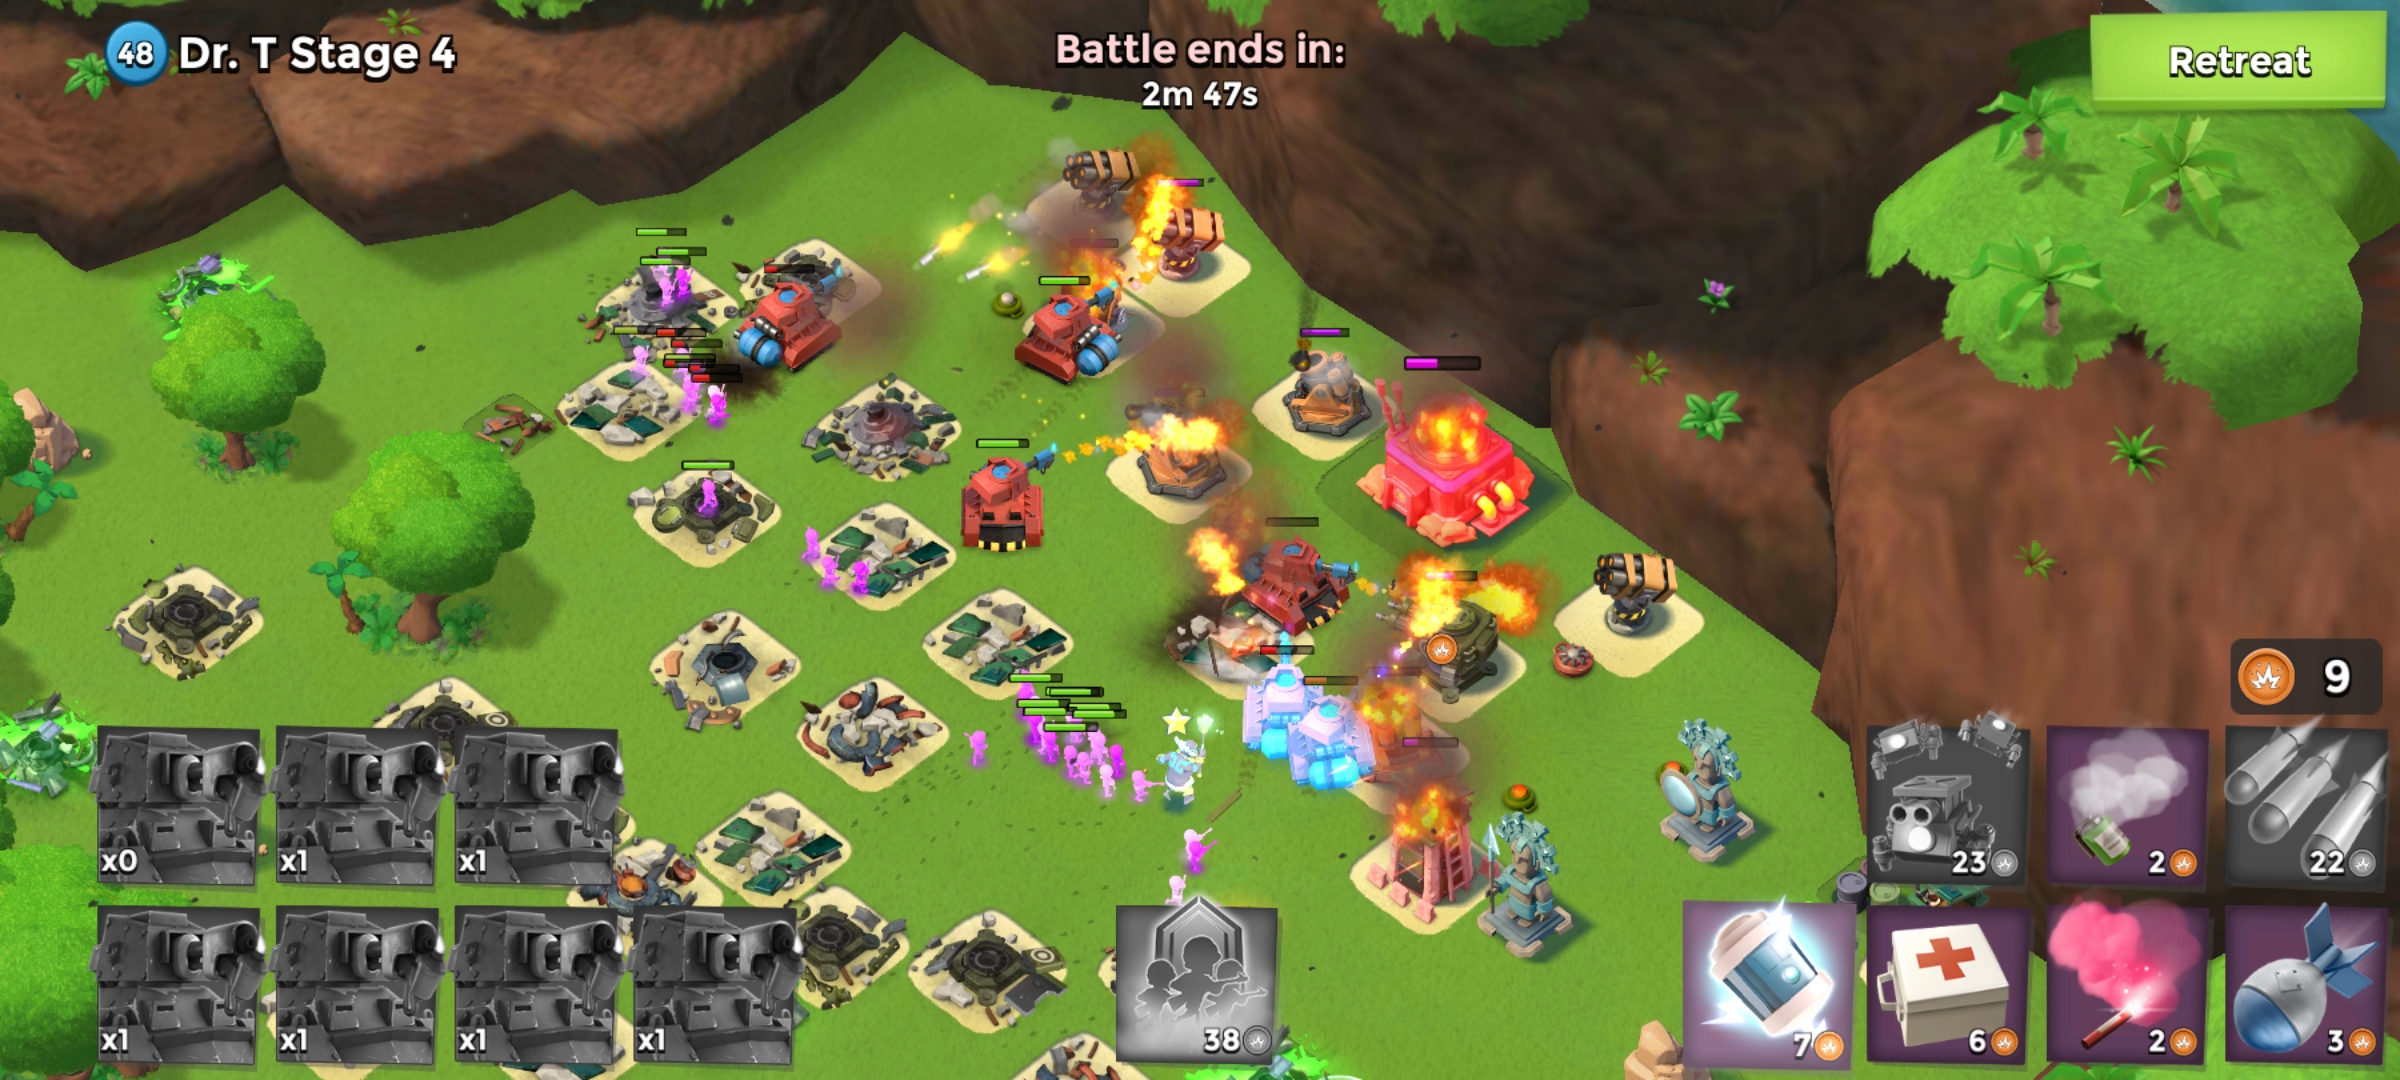 48 Dr. T Stage 4
Battle ends in:
2m 47s
Retreat
9
x0
x1
x1
23
2
22
x1
x1
x1
x1
38
7
6
2
3